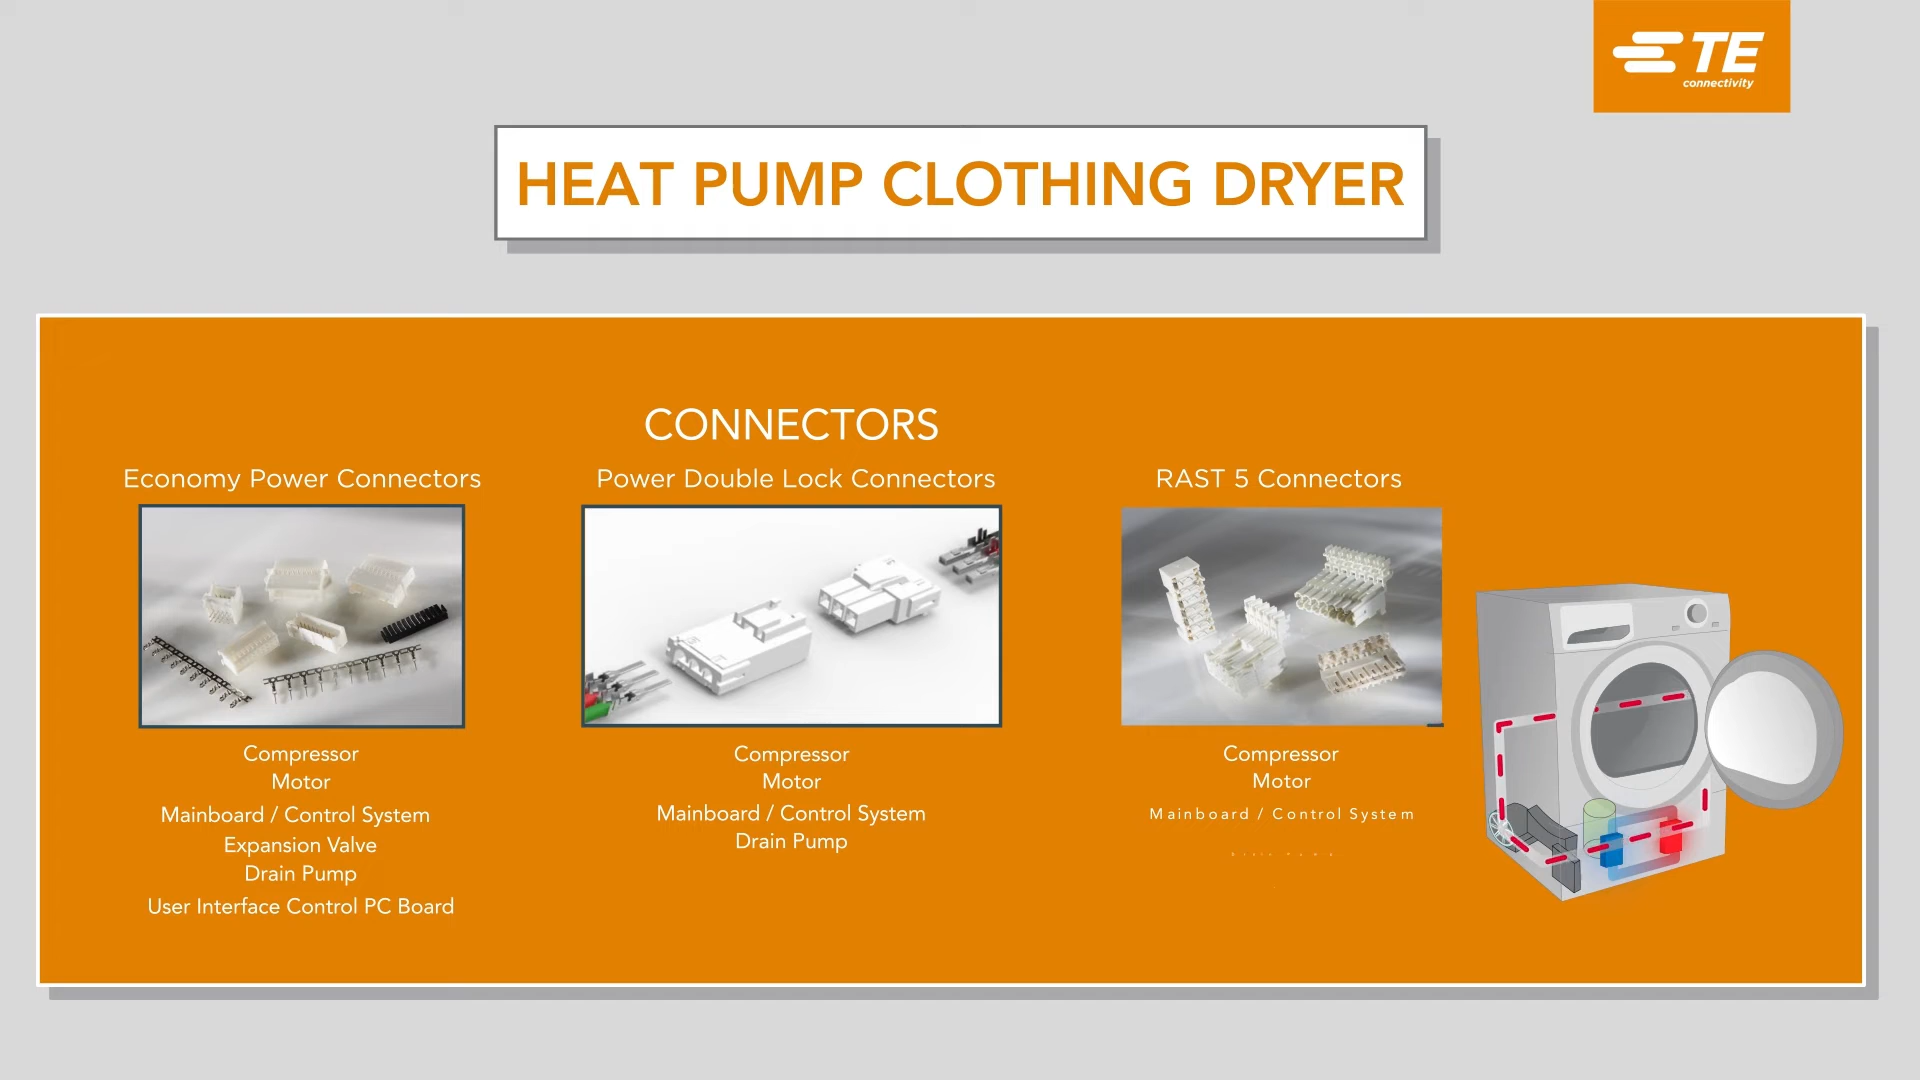 TE
connectivity
HEAT PUMP CLOTHING DRYER
CONNECTORS
Economy Power Connectors
Compressor
Motor
Mainboard / Control System
Expansion Valve
Drain Pump
User Interface Control PC Board
Power Double Lock Connectors
Compressor
Motor
Mainboard / Control System
Drain Pump
RAST 5 Connectors
Compressor
Motor
Mainboard / Control System